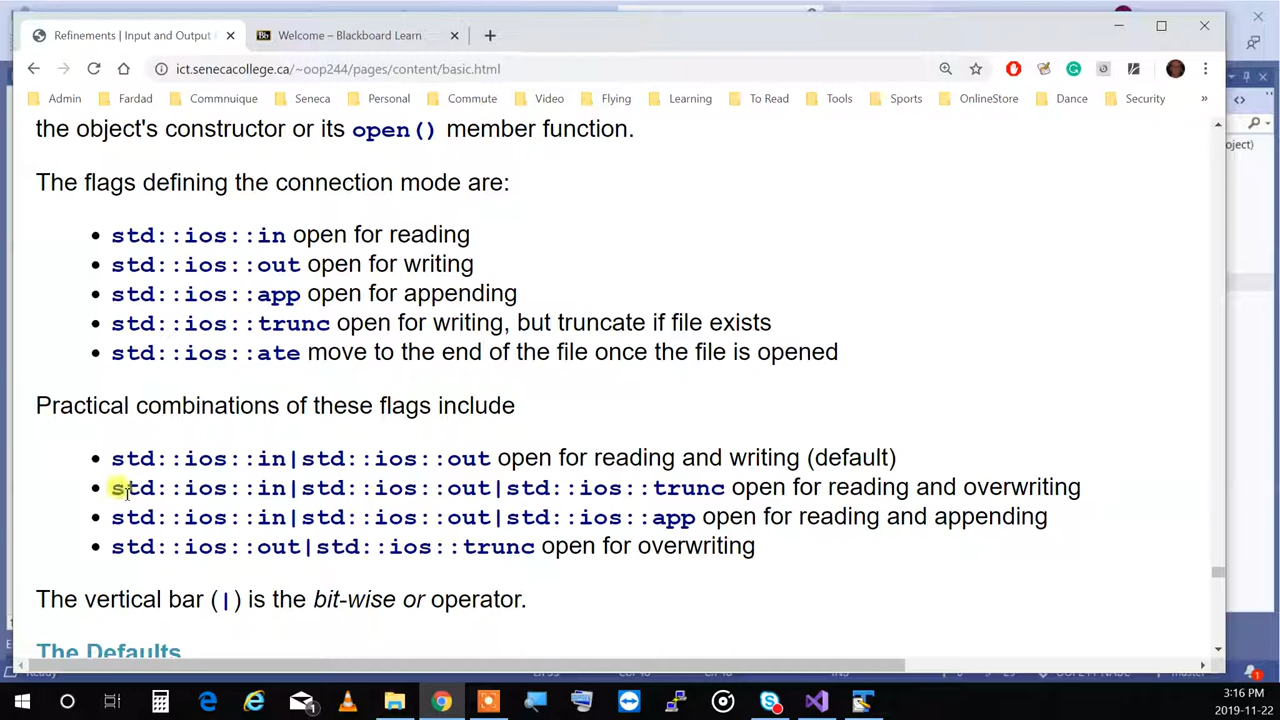 Refinements | Input and Output
Welcome – Blackboard Learn
ict.senecacollege.ca/~oop244/pages/content/basic.html
Admin Fardad Commnuique Seneca Personal Commute Video Flying Learning To Read Tools Sports OnlineStore Dance Security »
the object's constructor or its open() member function.
The flags defining the connection mode are:
std::ios::in open for reading
std::ios::out open for writing
std::ios::app open for appending
std::ios::trunc open for writing, but truncate if file exists
std::ios::ate move to the end of the file once the file is opened
Practical combinations of these flags include
std::ios::in|std::ios::out open for reading and writing (default)
std::ios::in|std::ios::out|std::ios::trunc open for reading and overwriting
std::ios::in|std::ios::out|std::ios::app open for reading and appending
std::ios::out|std::ios::trunc open for overwriting
The vertical bar (|) is the bit-wise or operator.
The Defaults
oject)
3:16 PM
2019-11-22